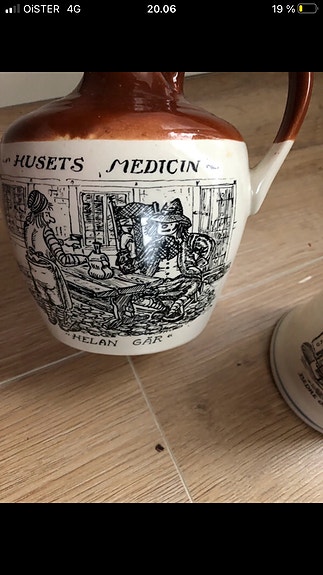 OiSTER 4G 20.06 19 %
HUSETS MEDICIN
"HELAN GÅR"